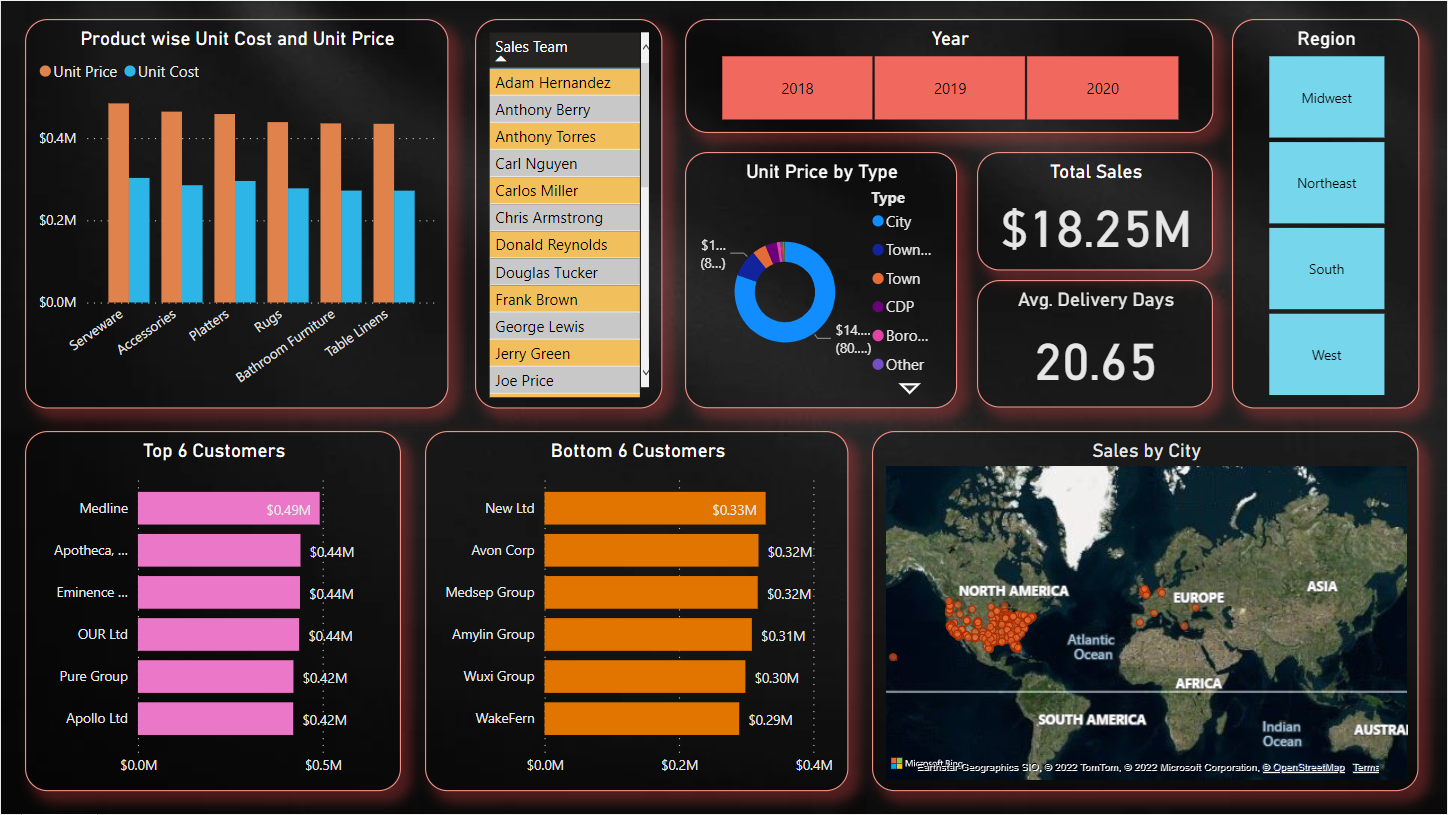 Product wise Unit Cost and Unit Price
Unit Price Unit Cost
$0.4M
$0.2M
$0.0M
Serveware
Accessories
Platters
Rugs
Bathroom Furniture
Table Linens
Sales Team
Adam Hernandez
Anthony Berry
Anthony Torres
Carl Nguyen
Carlos Miller
Chris Armstrong
Donald Reynolds
Douglas Tucker
Frank Brown
George Lewis
Jerry Green
Joe Price
Year
2018 2019 2020
Unit Price by Type
Type
City
Town...
Town
CDP
Boro...
Other
$1...
(8...)
$14....
(80....)
Total Sales
$18.25M
Avg. Delivery Days
20.65
Region
Midwest
Northeast
South
West
Top 6 Customers
Medline $0.49M
Apotheca, ... $0.44M
Eminence ... $0.44M
OUR Ltd $0.44M
Pure Group $0.42M
Apollo Ltd $0.42M
$0.0M $0.5M
Bottom 6 Customers
New Ltd $0.33M
Avon Corp $0.32M
Medsep Group $0.32M
Amylin Group $0.31M
Wuxi Group $0.30M
WakeFern $0.29M
$0.0M $0.2M $0.4M
Sales by City
NORTH AMERICA
EUROPE
ASIA
Atlantic
Ocean
AFRICA
SOUTH AMERICA
Indian
Ocean
AUSTRA
Microsoft Bing
Earthstar Geographics SIO, © 2022 TomTom, © 2022 Microsoft Corporation, © OpenStreetMap Terms